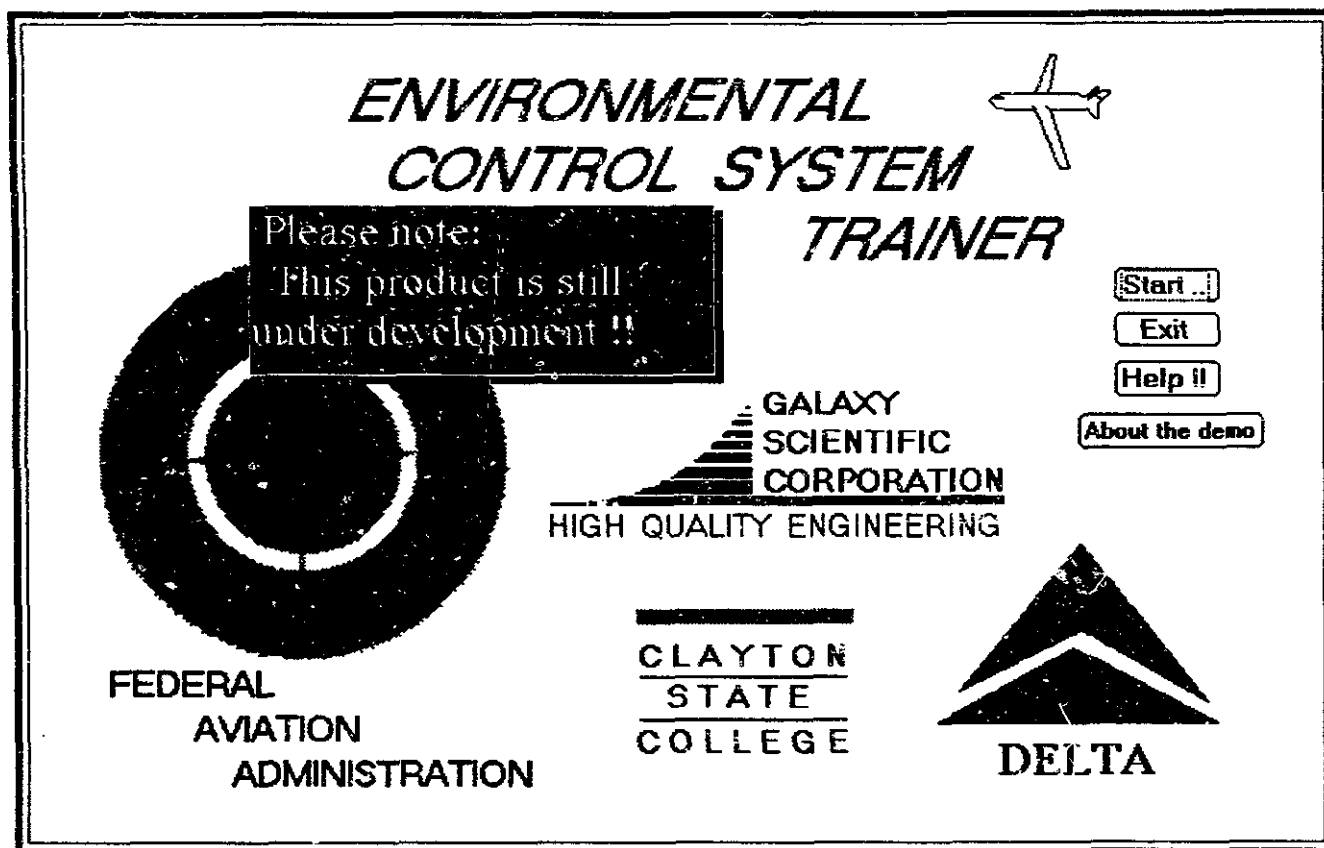 ENVIRONMENTAL
CONTROL SYSTEM
TRAINER
Please note:
This product is still
under development !!
Start ..
Exit
Help !!
About the demo
GALAXY
SCIENTIFIC
CORPORATION
HIGH QUALITY ENGINEERING
CLAYTON
STATE
COLLEGE
FEDERAL
AVIATION
ADMINISTRATION
DELTA